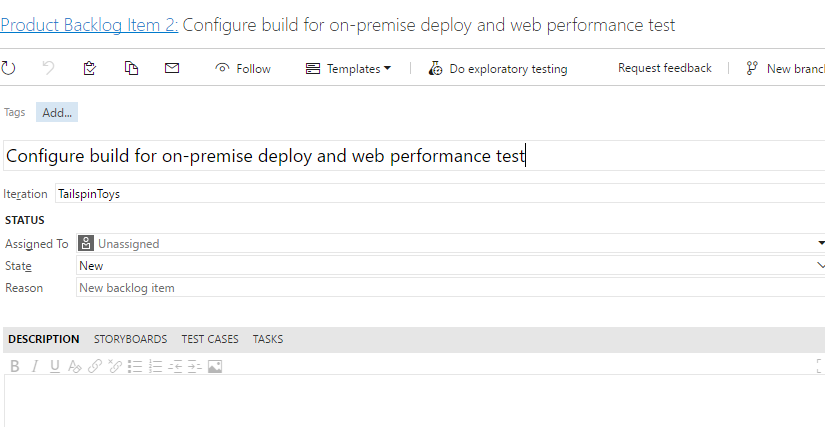 Product Backlog Item 2: Configure build for on-premise deploy and web performance test
Follow Templates Do exploratory testing Request feedback New branch
Tags Add...
Configure build for on-premise deploy and web performance test
Iteration TailspinToys
STATUS
Assigned To Unassigned
State New
Reason New backlog item
DESCRIPTION STORYBOARDS TEST CASES TASKS
B I U